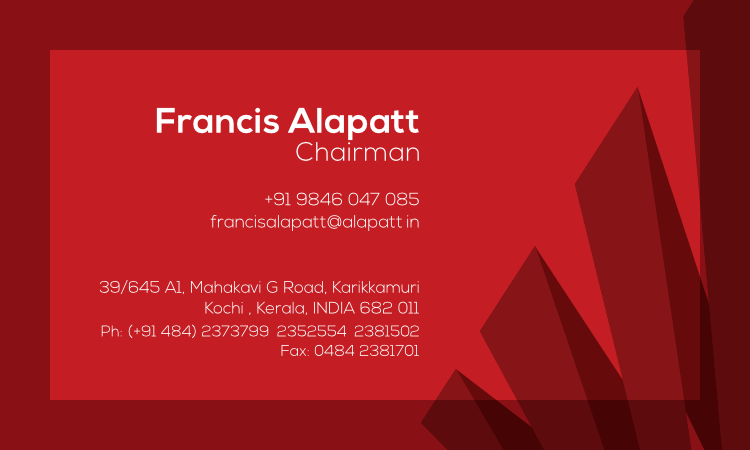 Francis Alapatt
Chairman
+91 9846 047 085
francisalapatt@alapatt.in
39/645 A1, Mahakavi G Road, Karikkamuri
Kochi , Kerala, INDIA 682 011
Ph: (+91 484) 2373799  2352554  2381502
Fax: 0484 2381701